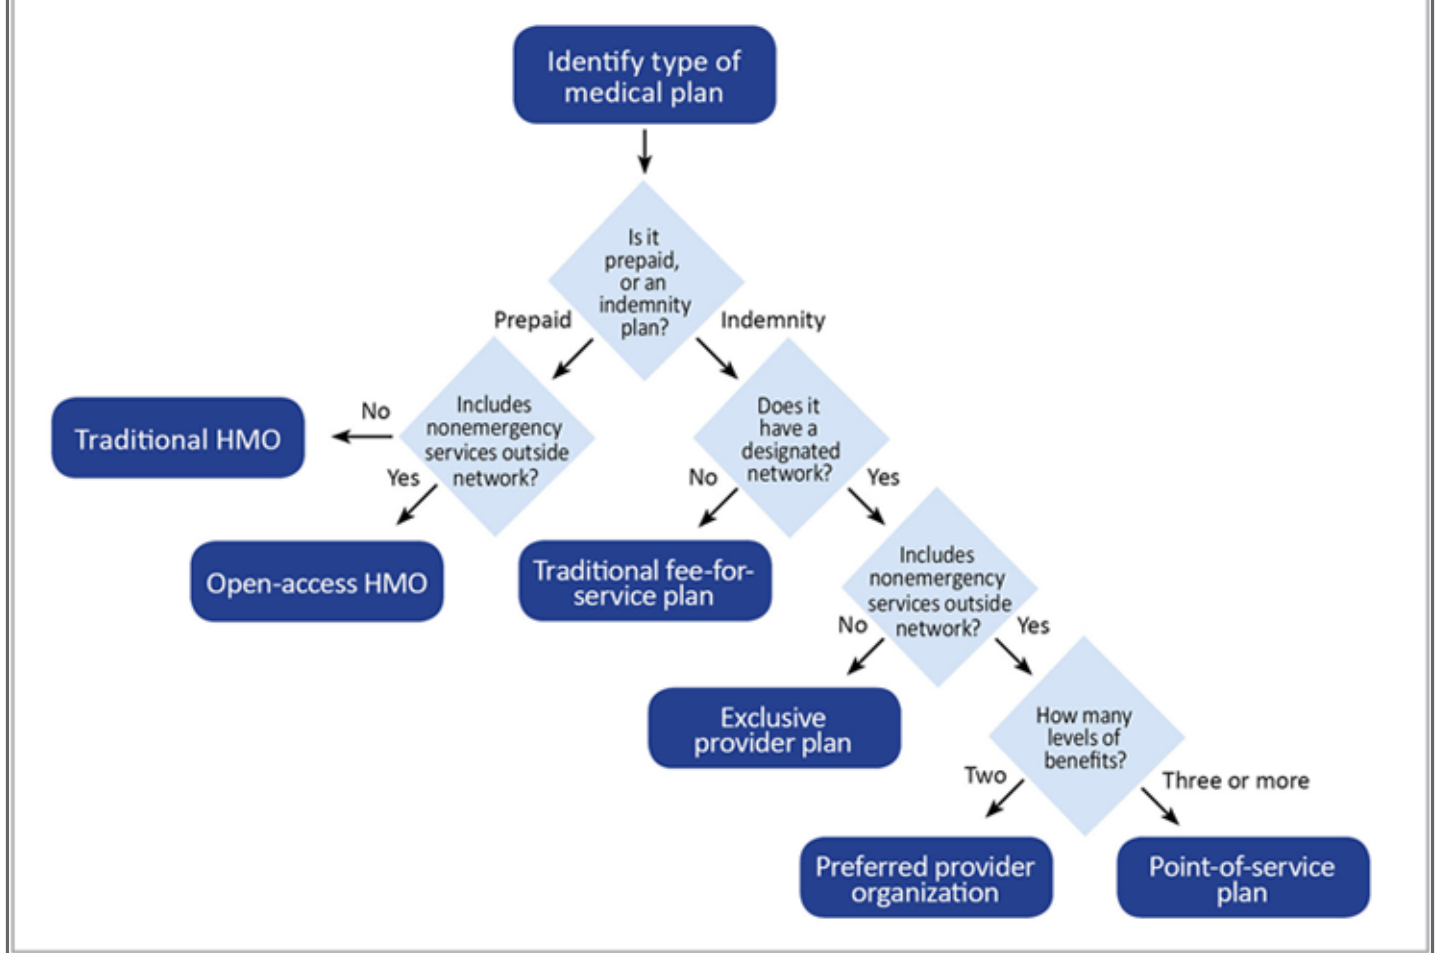 Identify type of
medical plan
Is it
prepaid,
or an
indemnity
plan?
Prepaid
Indemnity
Includes
nonemergency
services outside
network?
No
Traditional HMO
Yes
Open-access HMO
Does it
have a
designated
network?
No
Yes
Traditional fee-for-
service plan
Includes
nonemergency
services outside
network?
No
Yes
Exclusive
provider plan
How many
levels of
benefits?
Two
Three or more
Preferred provider
organization
Point-of-service
plan